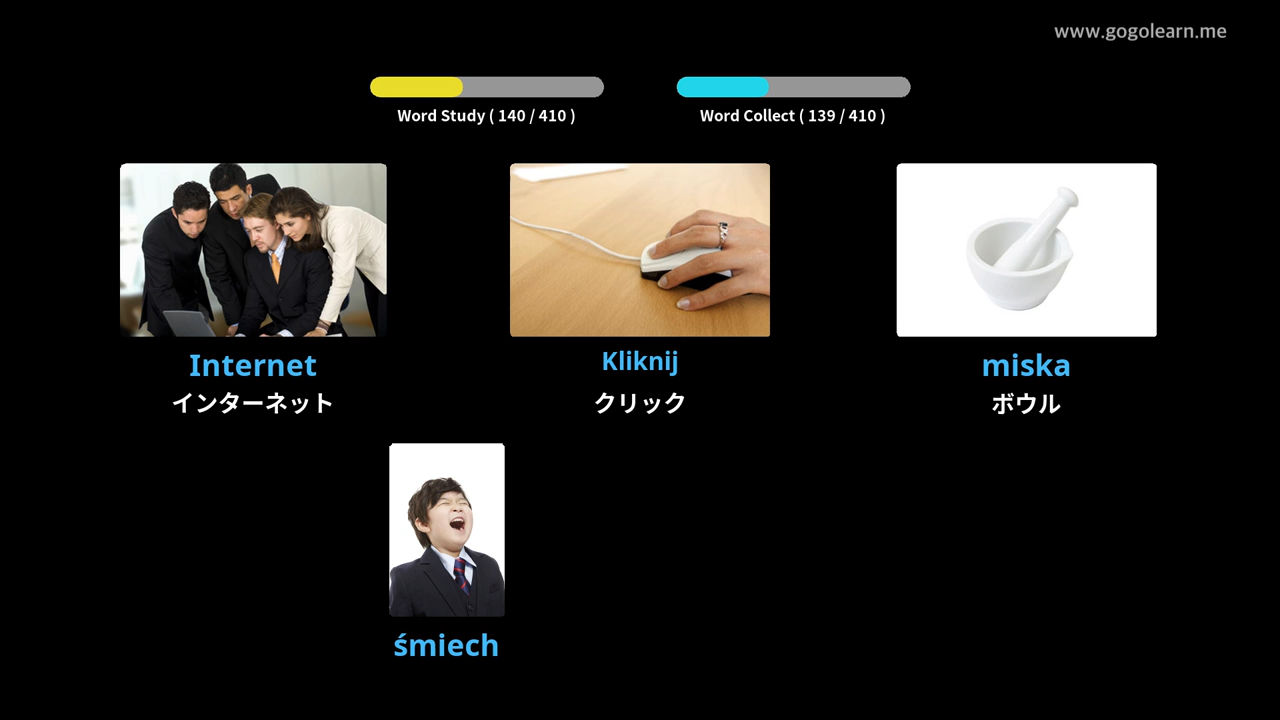 www.gogolearn.me
Word Study ( 140 / 410 )
Word Collect ( 139 / 410 )
Internet
インターネット
Kliknij
クリック
miska
ボウル
śmiech